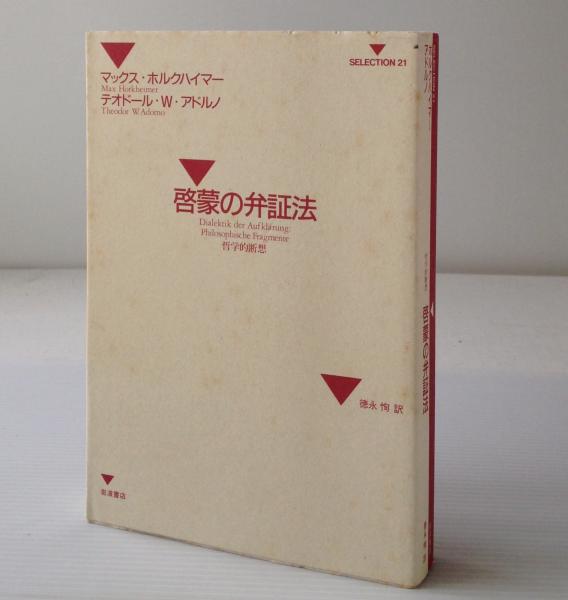 SELECTION 21
マックス・ホルクハイマー
Max Horkheimer
テオドール・W・アドルノ
Theodor W.Adorno
啓蒙の弁証法
Dialektik der Aufklärung:
Philosophische Fragmente
哲学的断想
徳永 恂 訳
岩波書店
啓蒙の弁証法